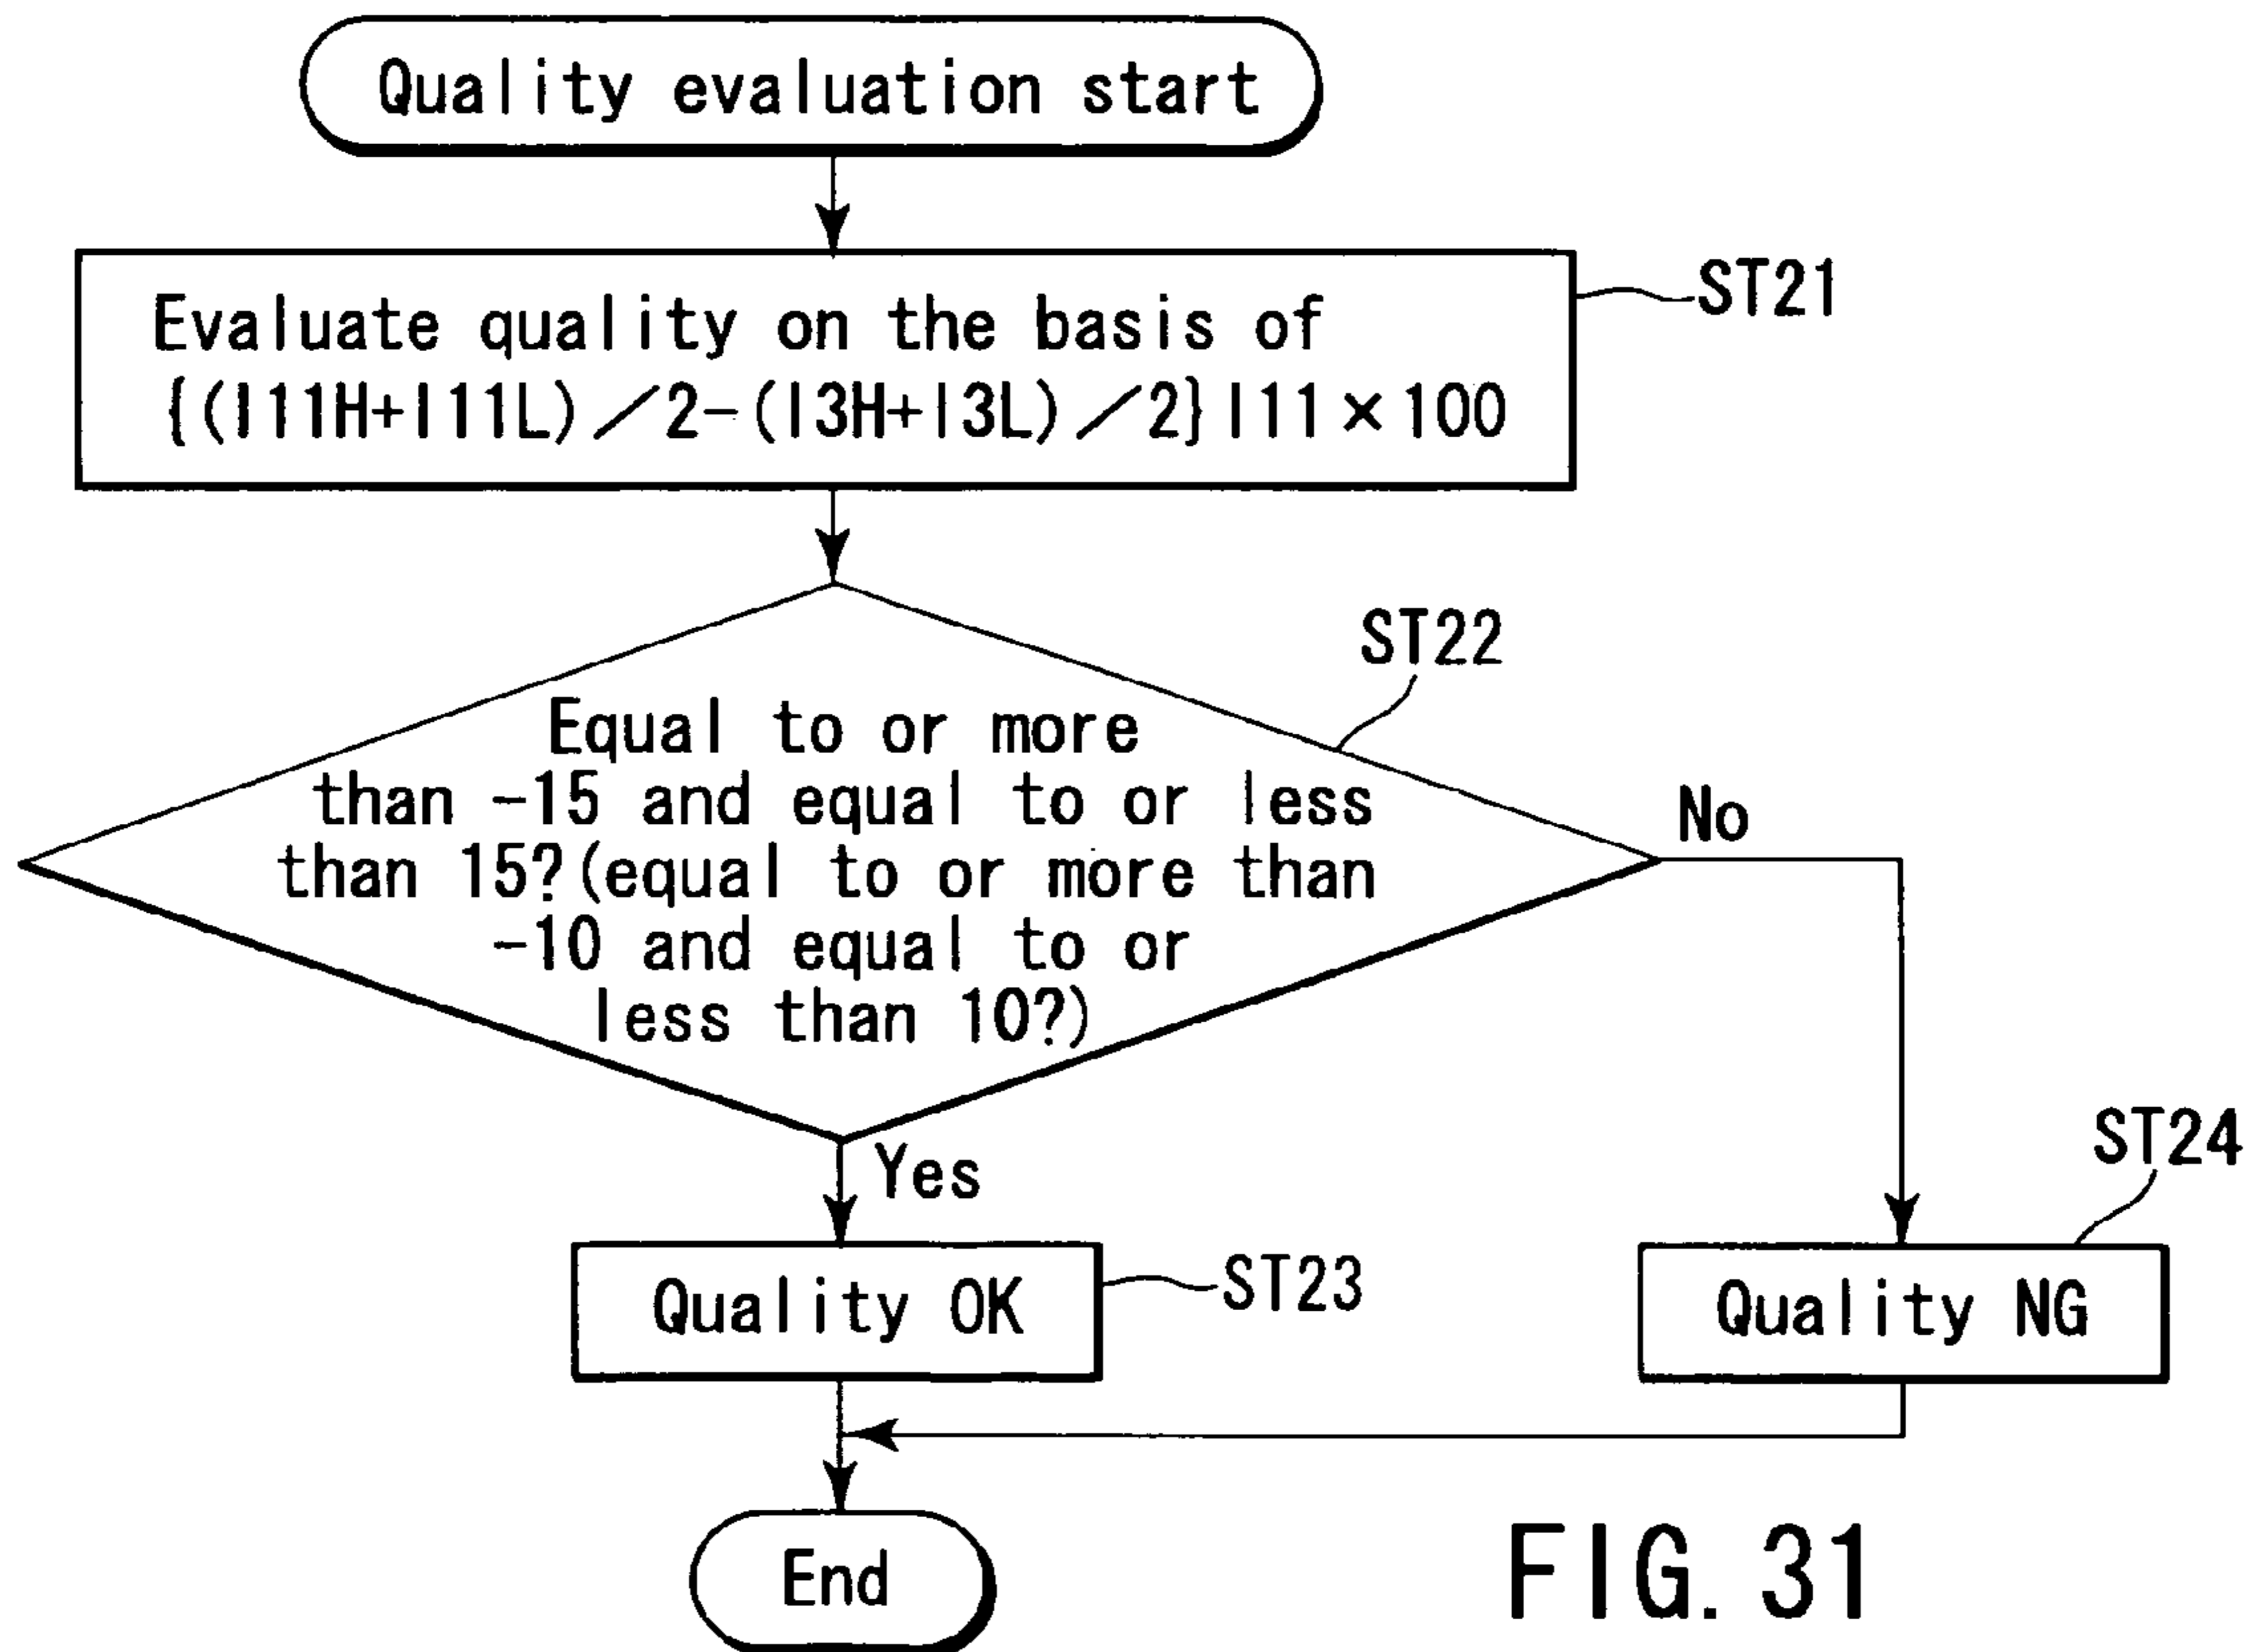 Quality evaluation start
ST21
Evaluate quality on the basis of
{(I11H+I11L)/2-(I3H+I3L)/2}I11×100
ST22
Equal to or more
than -15 and equal to or less
than 15?(equal to or more than
-10 and equal to or
less than 10?)
No
Yes
ST24
Quality OK
ST23
Quality NG
End
FIG. 31